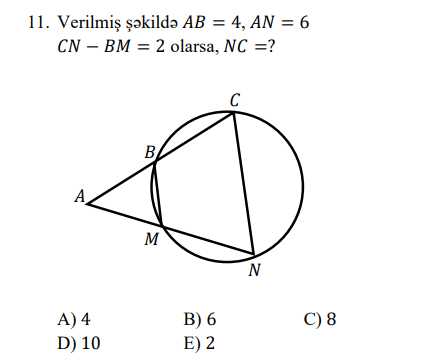 11. Verilmiş şəkildə AB = 4, AN = 6
CN − BM = 2 olarsa, NC =?
C
B
A
M
N
A) 4 B) 6 C) 8
D) 10 E) 2